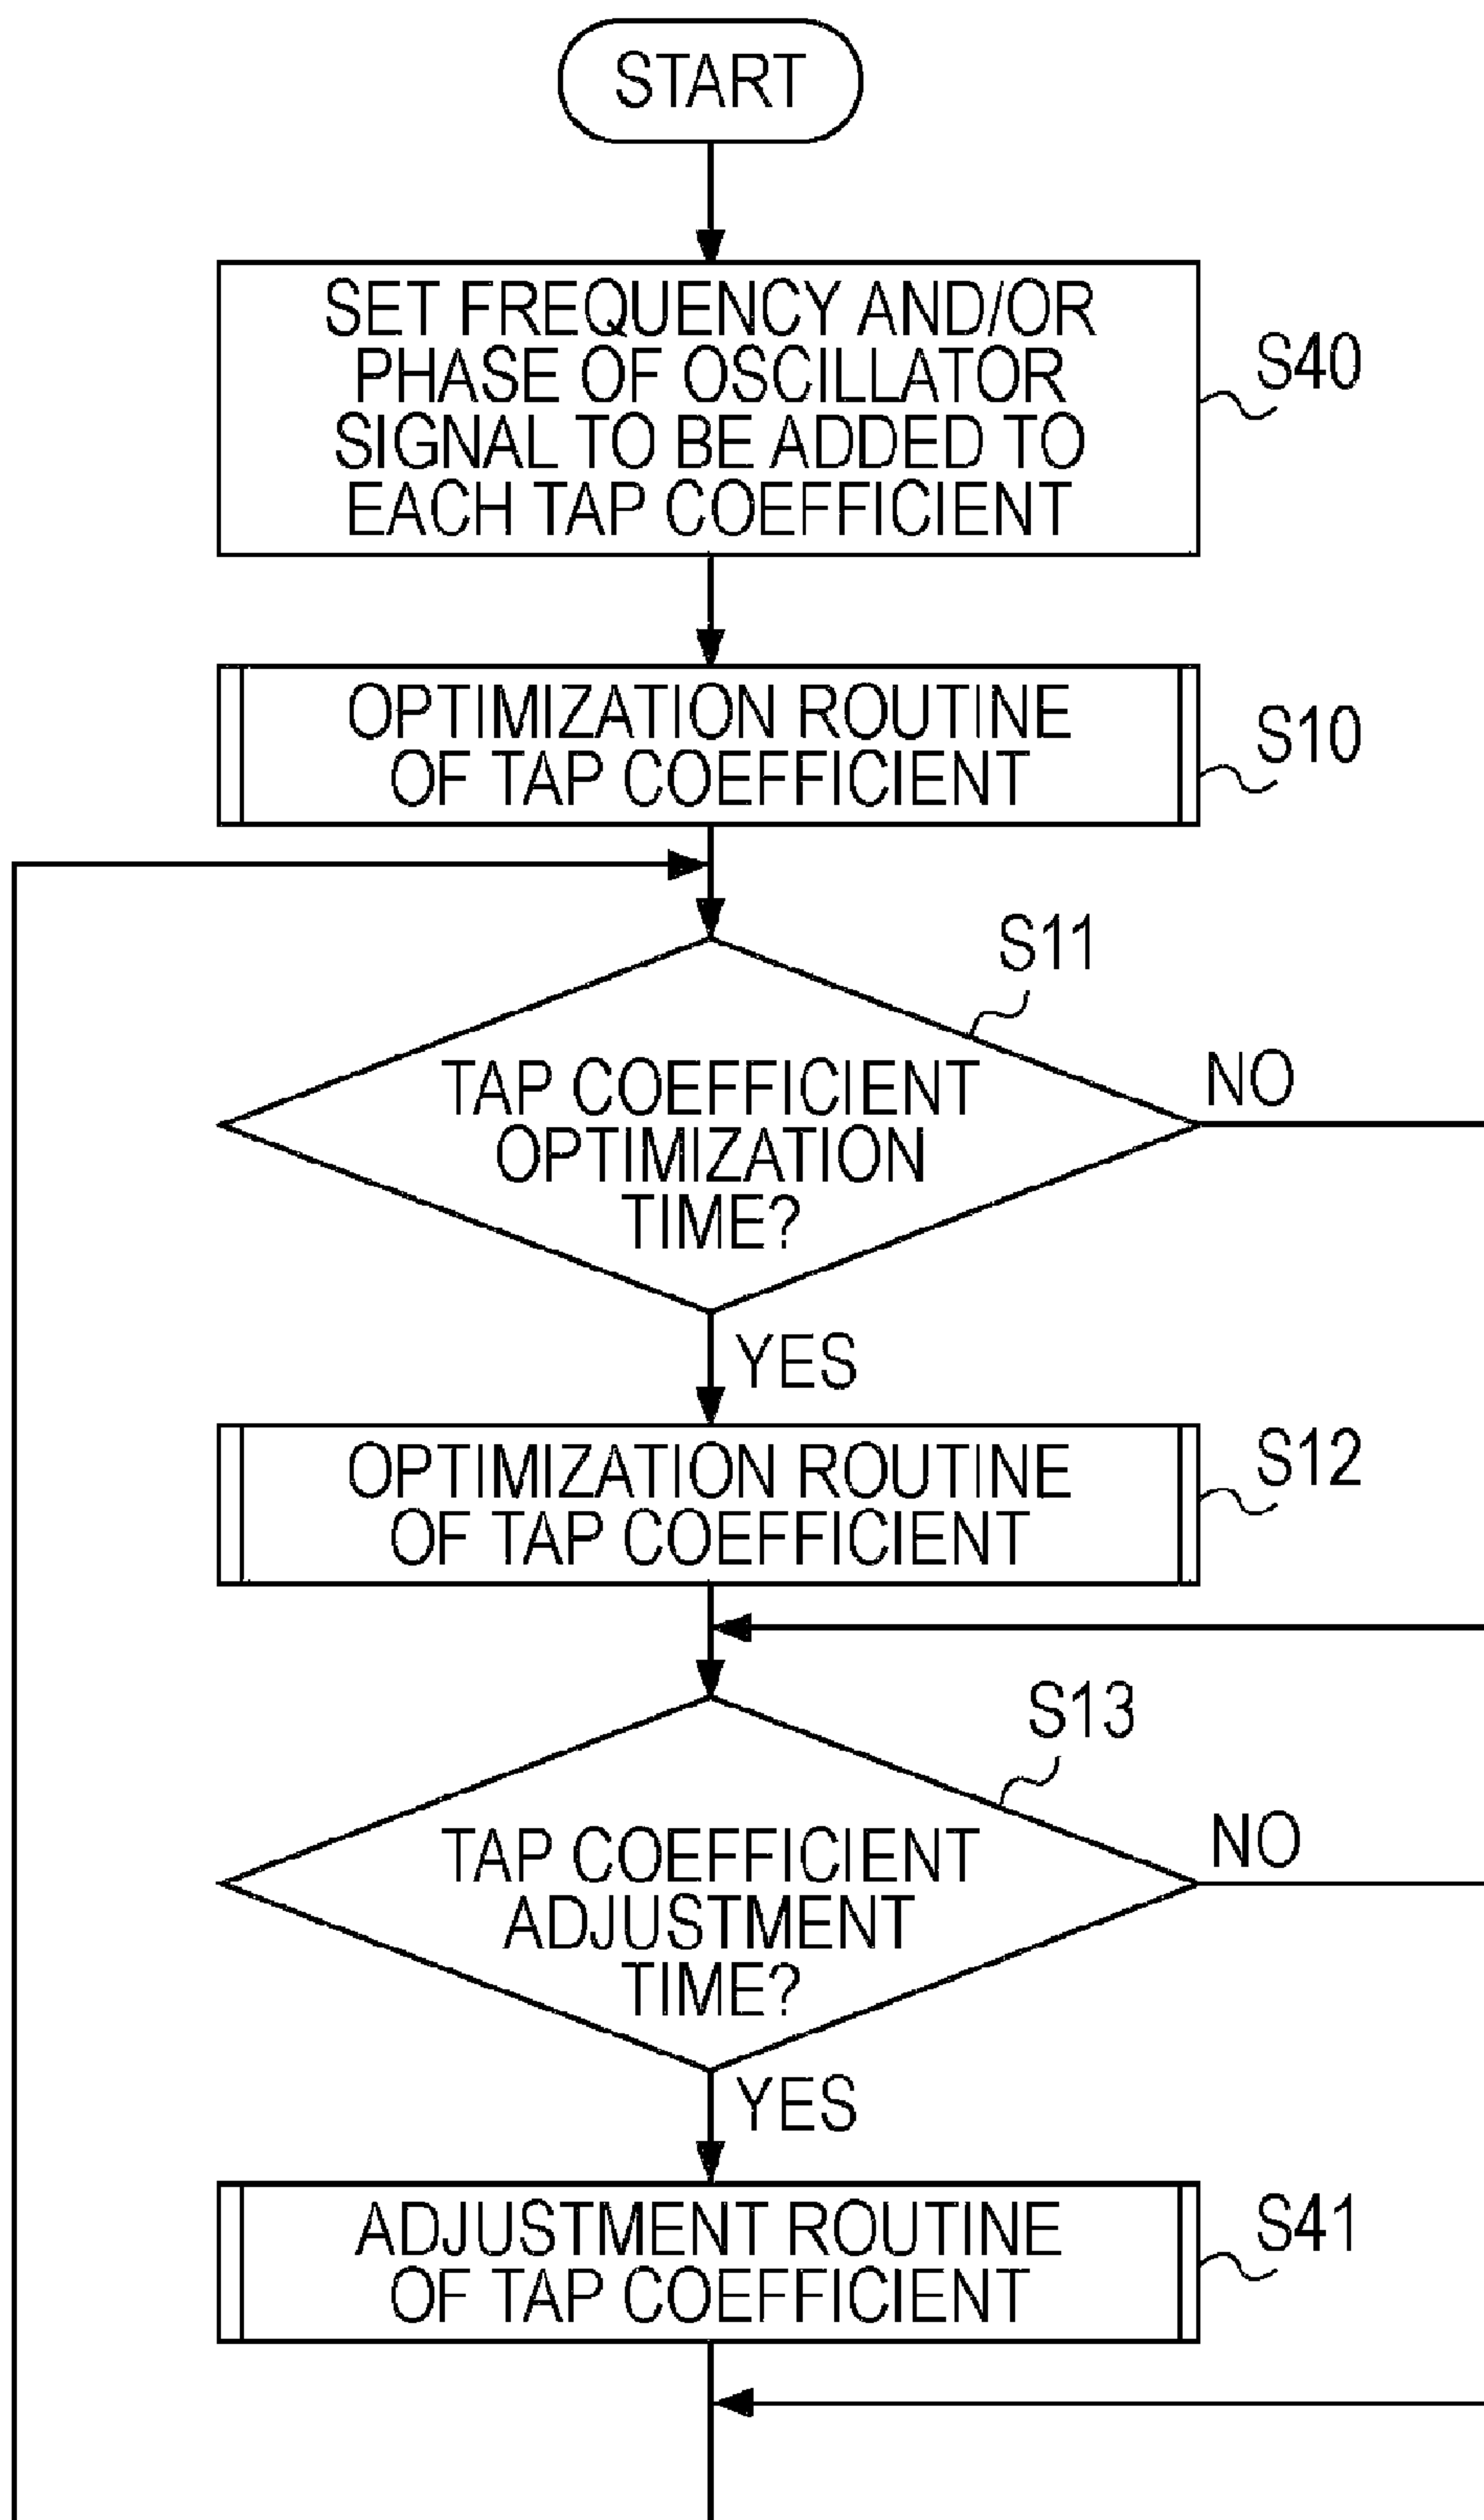 START
SET FREQUENCY AND/OR
PHASE OF OSCILLATOR
SIGNAL TO BE ADDED TO
EACH TAP COEFFICIENT
S40
OPTIMIZATION ROUTINE
OF TAP COEFFICIENT
S10
S11
TAP COEFFICIENT
OPTIMIZATION
TIME?
NO
YES
OPTIMIZATION ROUTINE
OF TAP COEFFICIENT
S12
S13
TAP COEFFICIENT
ADJUSTMENT
TIME?
NO
YES
ADJUSTMENT ROUTINE
OF TAP COEFFICIENT
S41